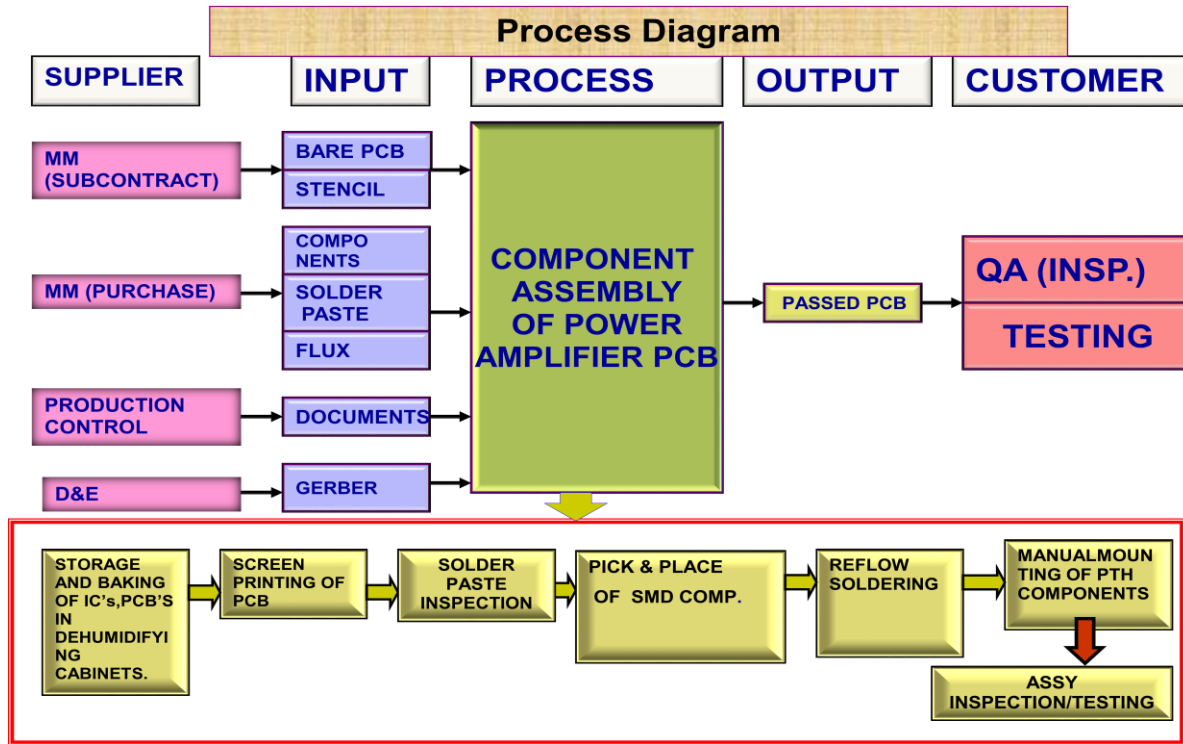 Process Diagram
SUPPLIER
INPUT
PROCESS
OUTPUT
CUSTOMER
MM
(SUBCONTRACT)
BARE PCB
STENCIL
MM (PURCHASE)
COMPO
NENTS
SOLDER
PASTE
FLUX
PRODUCTION
CONTROL
DOCUMENTS
D&E
GERBER
COMPONENT
ASSEMBLY
OF POWER
AMPLIFIER PCB
PASSED PCB
QA (INSP.)
TESTING
STORAGE
AND BAKING
OF IC's,PCB'S
IN
DEHUMIDIFYI
NG
CABINETS.
SCREEN
PRINTING OF
PCB
SOLDER
PASTE
INSPECTION
PICK & PLACE
OF SMD COMP.
REFLOW
SOLDERING
MANUALMOUN
TING OF PTH
COMPONENTS
ASSY
INSPECTION/TESTING